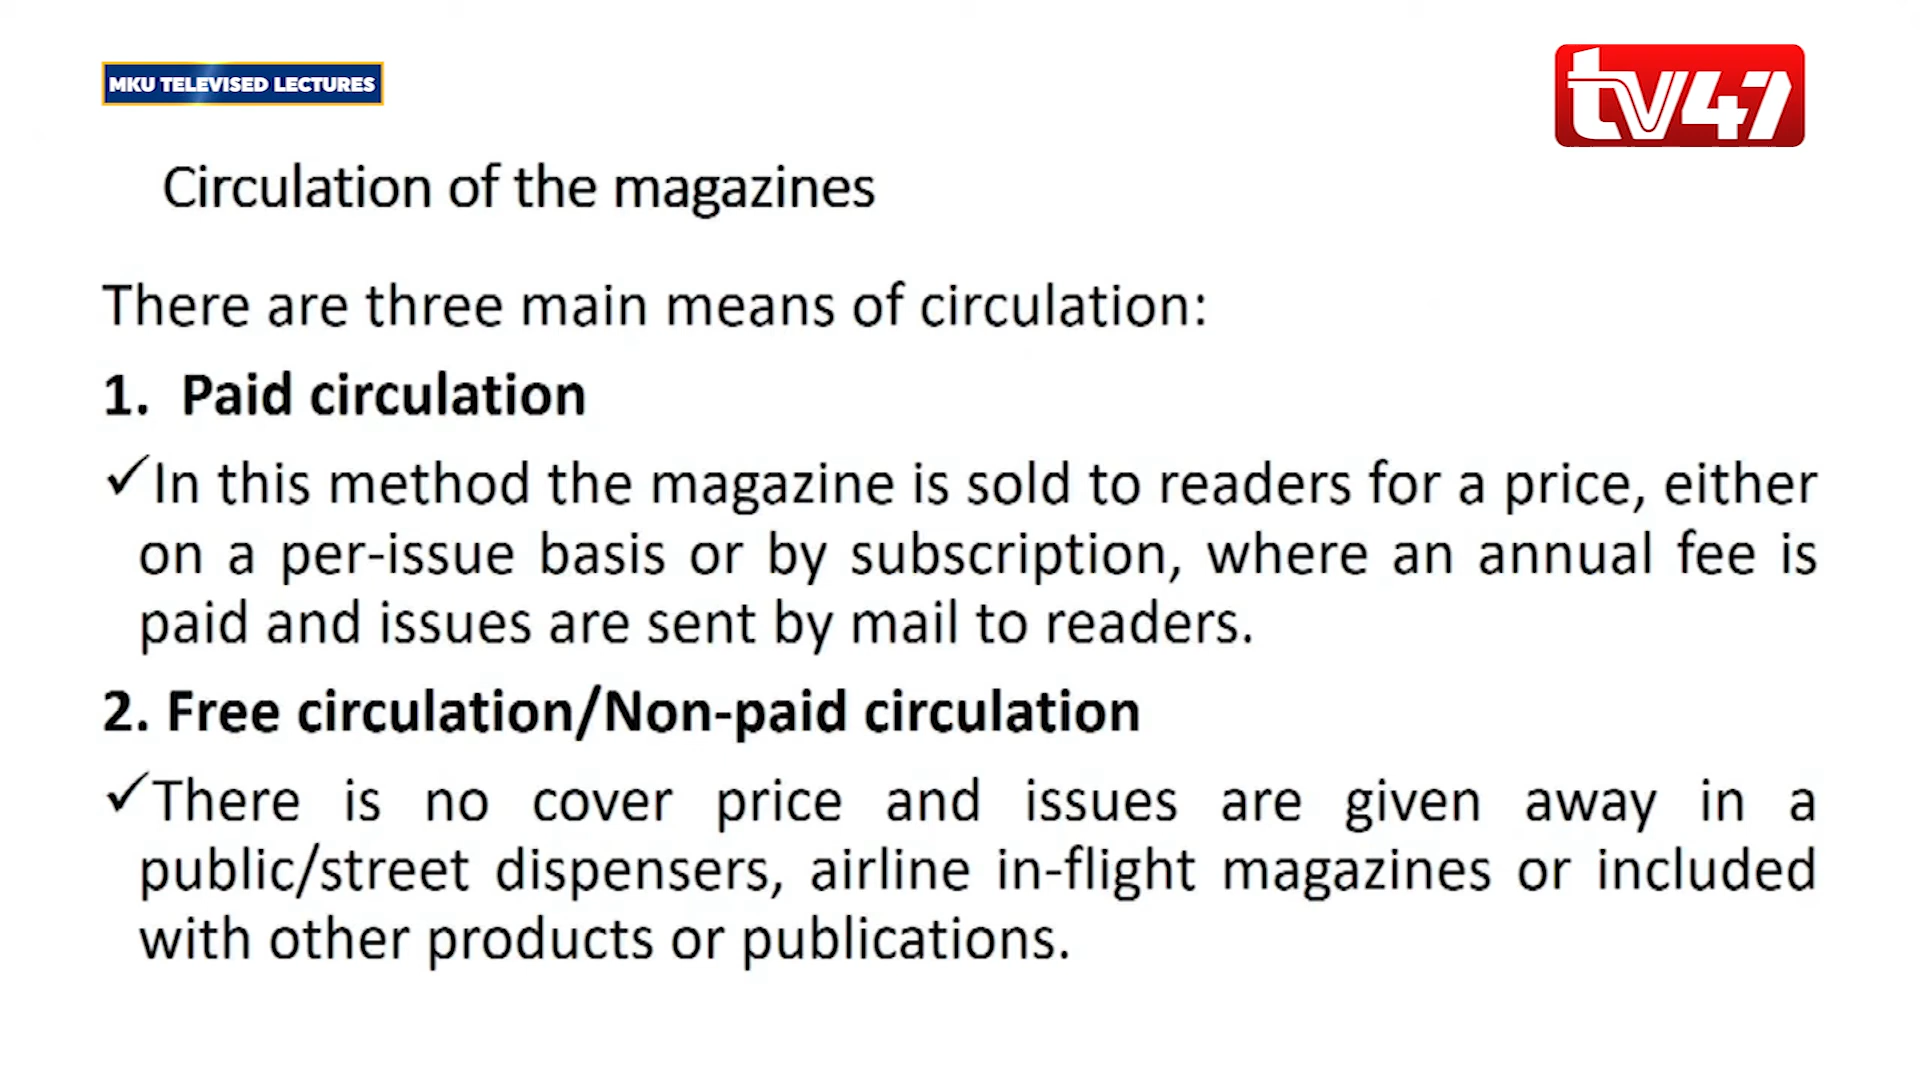 MKU TELEVISED LECTURES
tv47
Circulation of the magazines
There are three main means of circulation:
1. Paid circulation
✓In this method the magazine is sold to readers for a price, either
on a per-issue basis or by subscription, where an annual fee is
paid and issues are sent by mail to readers.
2. Free circulation/Non-paid circulation
✓There is no cover price and issues are given away in a
public/street dispensers, airline in-flight magazines or included
with other products or publications.